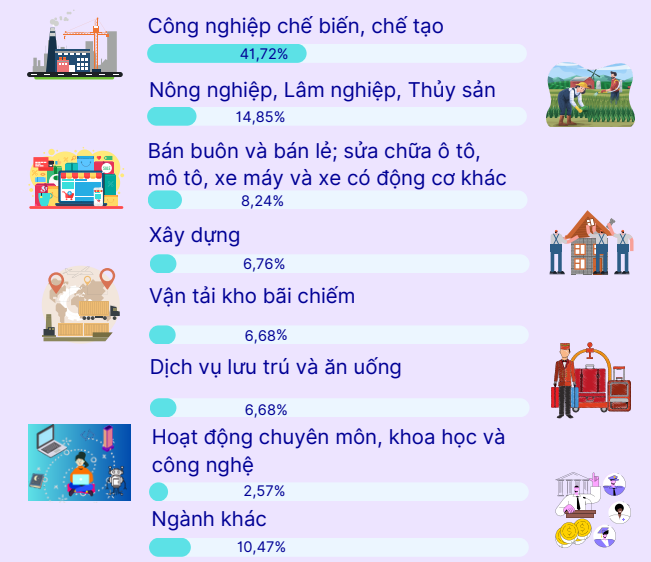 Công nghiệp chế biến, chế tạo
41,72%
Nông nghiệp, Lâm nghiệp, Thủy sản
14,85%
Bán buôn và bán lẻ; sửa chữa ô tô,
mô tô, xe máy và xe có động cơ khác
8,24%
Xây dựng
6,76%
Vận tải kho bãi chiếm
6,68%
Dịch vụ lưu trú và ăn uống
6,68%
Hoạt động chuyên môn, khoa học và
công nghệ
2,57%
Ngành khác
10,47%